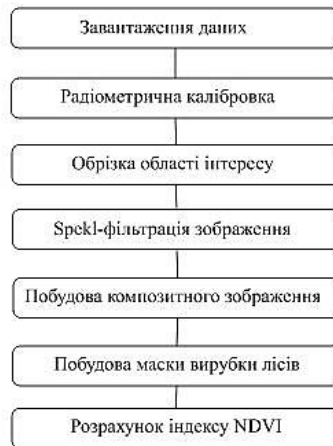 Завантаження даних
Радіометрична калібровка
Обрізка області інтересу
Spekl-фільтрація зображення
Побудова композитного зображення
Побудова маски вирубки лісів
Розрахунок індексу NDVI